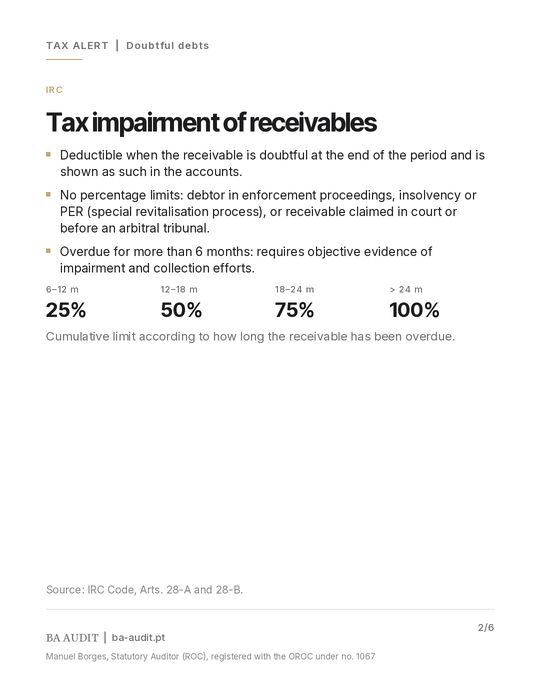 TAX ALERT | Doubtful debts
IRC
Tax impairment of receivables
Deductible when the receivable is doubtful at the end of the period and is
shown as such in the accounts.
No percentage limits: debtor in enforcement proceedings, insolvency or
PER (special revitalisation process), or receivable claimed in court or
before an arbitral tribunal.
Overdue for more than 6 months: requires objective evidence of
impairment and collection efforts.
6–12 m 12–18 m 18–24 m > 24 m
25% 50% 75% 100%
Cumulative limit according to how long the receivable has been overdue.
Source: IRC Code, Arts. 28-A and 28-B.
2/6
BA AUDIT | ba-audit.pt
Manuel Borges, Statutory Auditor (ROC), registered with the OROC under no. 1067